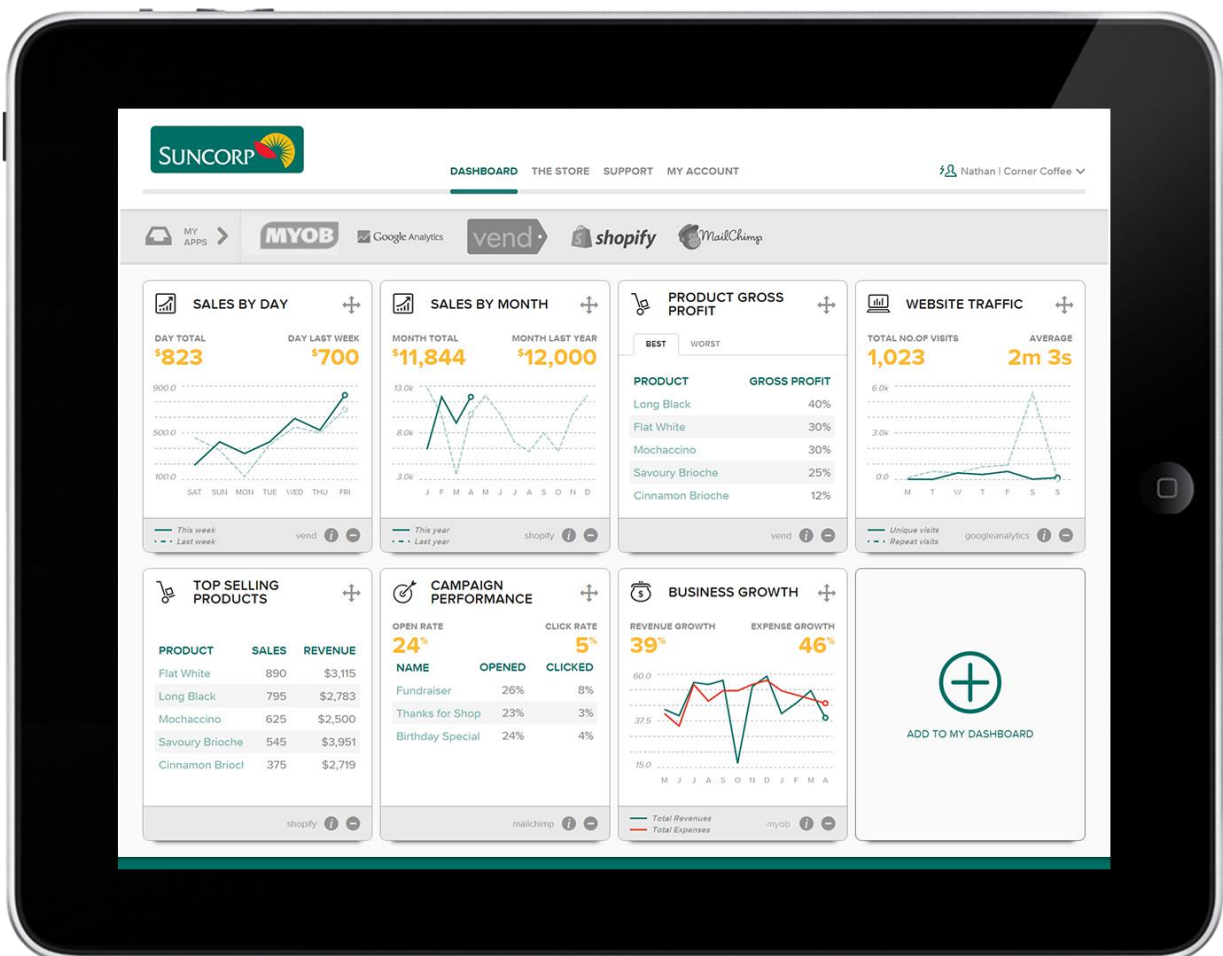 SUNCORP
DASHBOARD THE STORE SUPPORT MY ACCOUNT
Nathan | Corner Coffee
MY
APPS
MYOB
Google Analytics
vend
shopify
MailChimp
SALES BY DAY
DAY TOTAL DAY LAST WEEK
$823 $700
900.0
500.0
100.0
SAT SUN MON TUE WED THU FRI
This week
Last week
vend
SALES BY MONTH
MONTH TOTAL MONTH LAST YEAR
$11,844 $12,000
13.0k
8.0k
3.0k
J F M A M J J A S O N D
This year
Last year
shopify
PRODUCT GROSS
PROFIT
BEST WORST
PRODUCT GROSS PROFIT
Long Black 40%
Flat White 30%
Mochaccino 30%
Savoury Brioche 25%
Cinnamon Brioche 12%
vend
WEBSITE TRAFFIC
TOTAL NO.OF VISITS AVERAGE
1,023 2m 3s
6.0k
3.0k
0.0
M T W T F S S
Unique visits
Repeat visits
googleanalytics
TOP SELLING
PRODUCTS
PRODUCT SALES REVENUE
Flat White 890 $3,115
Long Black 795 $2,783
Mochaccino 625 $2,500
Savoury Brioche 545 $3,951
Cinnamon Brioch 375 $2,719
shopify
CAMPAIGN
PERFORMANCE
OPEN RATE CLICK RATE
24% 5%
NAME OPENED CLICKED
Fundraiser 26% 8%
Thanks for Shop 23% 3%
Birthday Special 24% 4%
mailchimp
BUSINESS GROWTH
REVENUE GROWTH EXPENSE GROWTH
39% 46%
60.0
37.5
15.0
M J J A S O N D J F M A
Total Revenues
Total Expenses
myob
ADD TO MY DASHBOARD